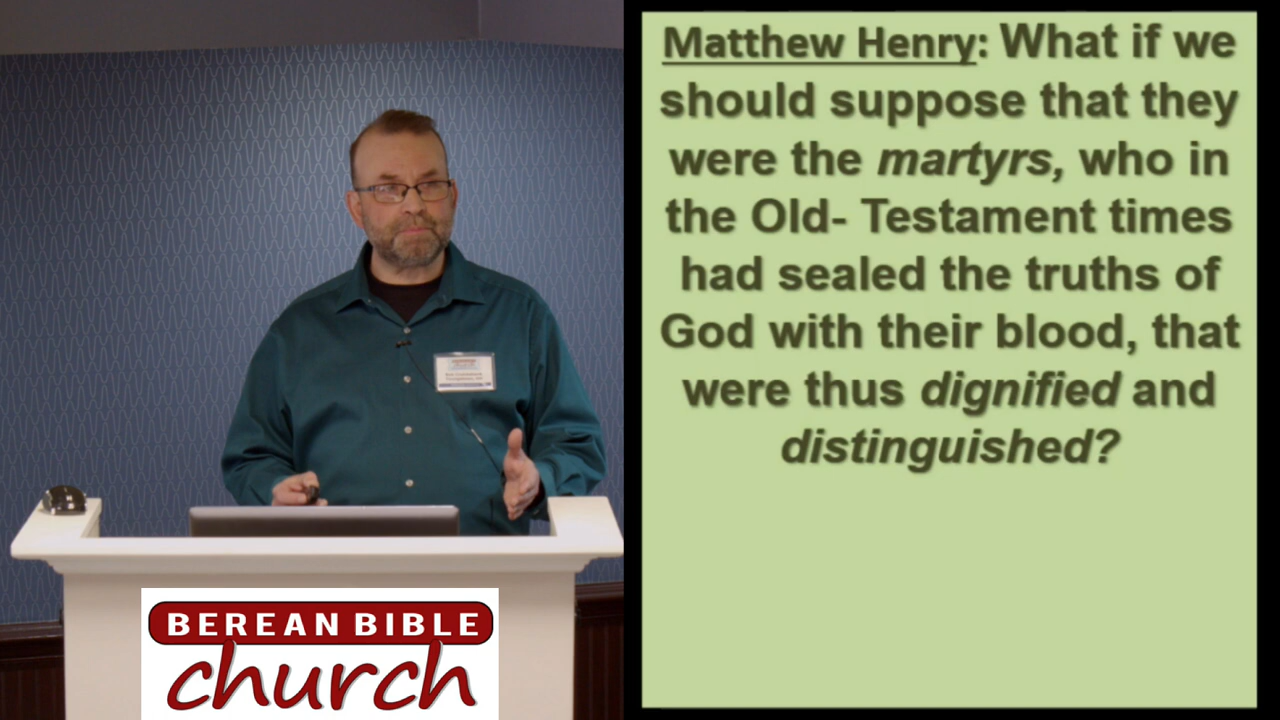 Matthew Henry: What if we
should suppose that they
were the martyrs, who in
the Old- Testament times
had sealed the truths of
God with their blood, that
were thus dignified and
distinguished?
BEREAN BIBLE
church